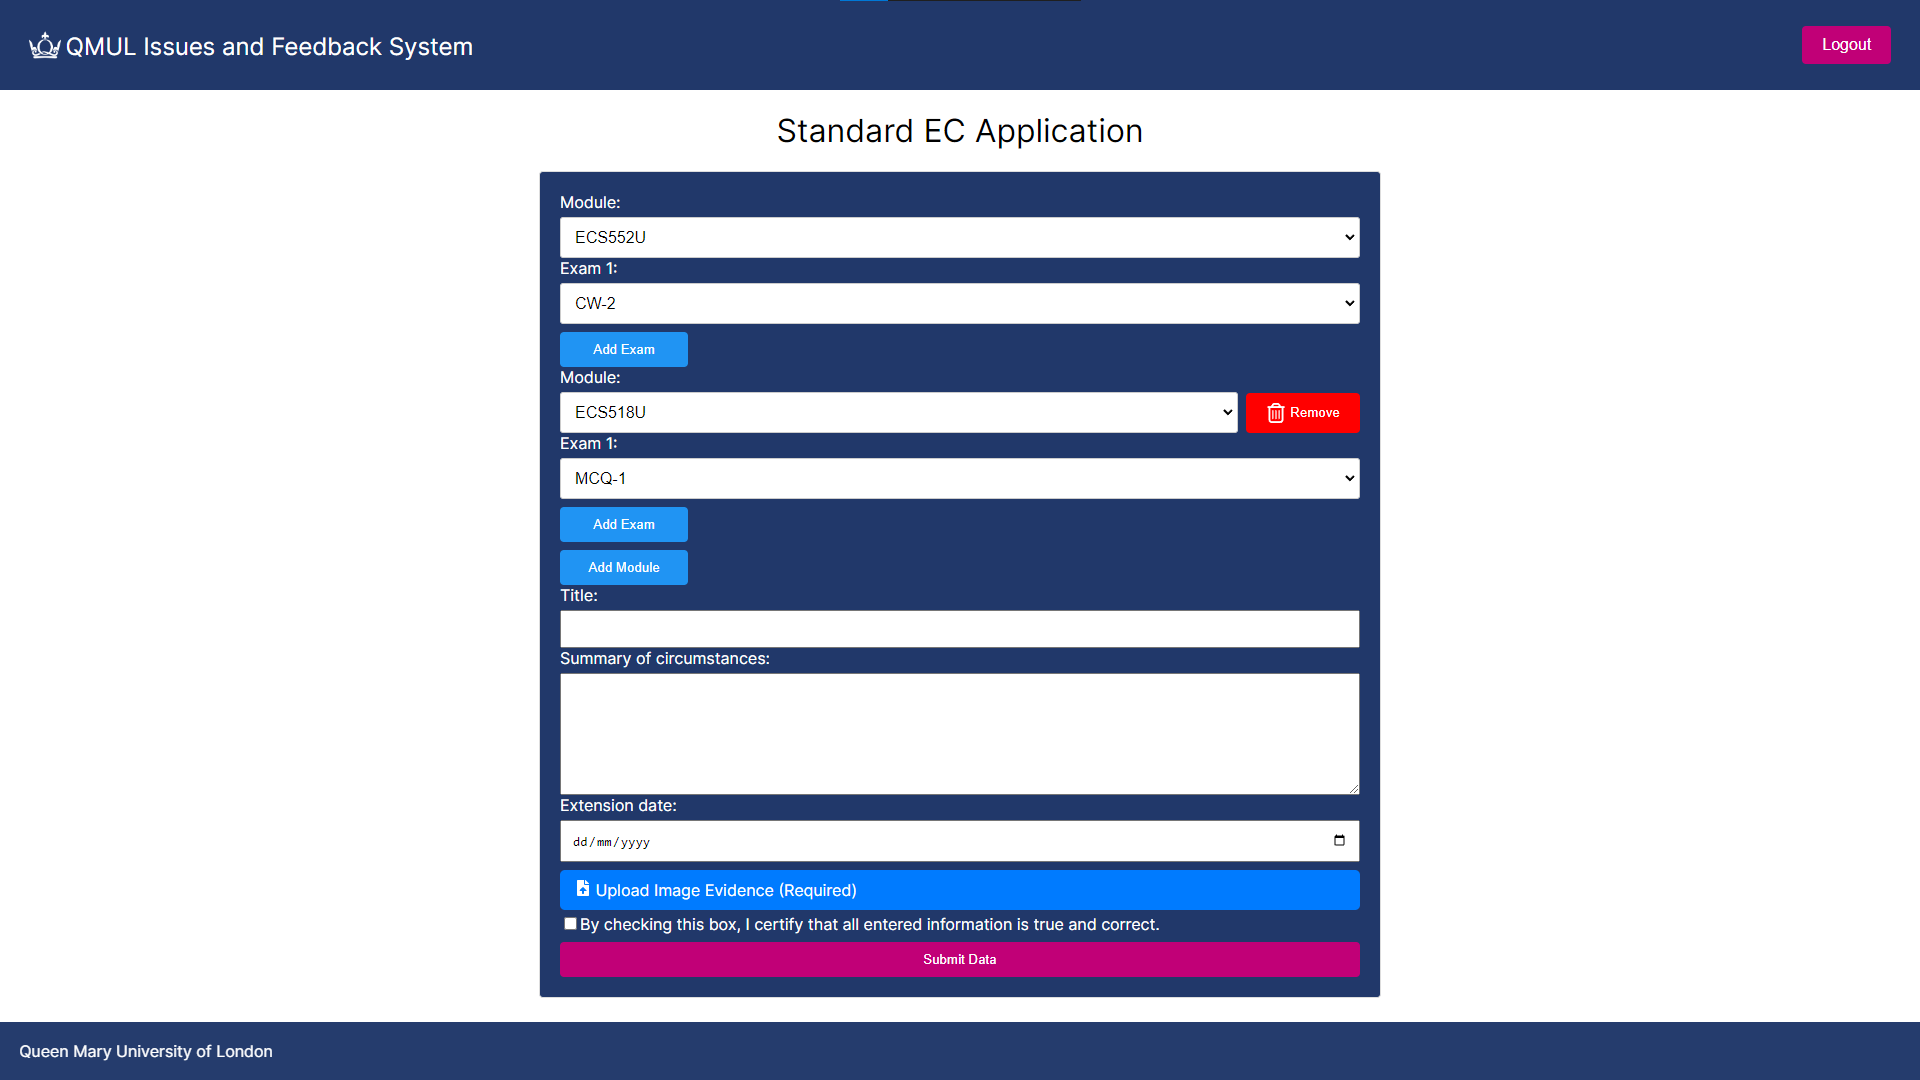 QMUL Issues and Feedback System
Logout
Standard EC Application
Module:
ECS552U
Exam 1:
CW-2
Add Exam
Module:
ECS518U
Remove
Exam 1:
MCQ-1
Add Exam
Add Module
Title:
Summary of circumstances:
Extension date:
dd/mm/yyyy
Upload Image Evidence (Required)
By checking this box, I certify that all entered information is true and correct.
Submit Data
Queen Mary University of London